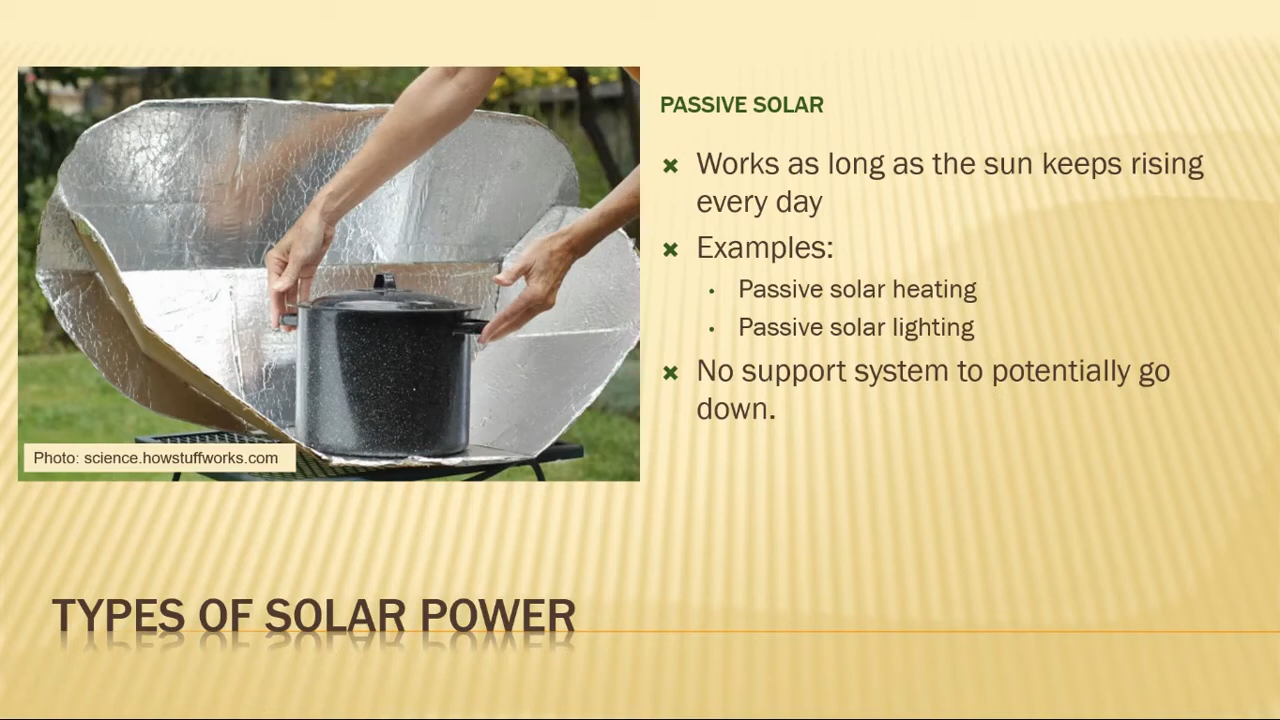 PASSIVE SOLAR
Works as long as the sun keeps rising
every day
Examples:
Passive solar heating
Passive solar lighting
No support system to potentially go
down.
Photo: science.howstuffworks.com
TYPES OF SOLAR POWER